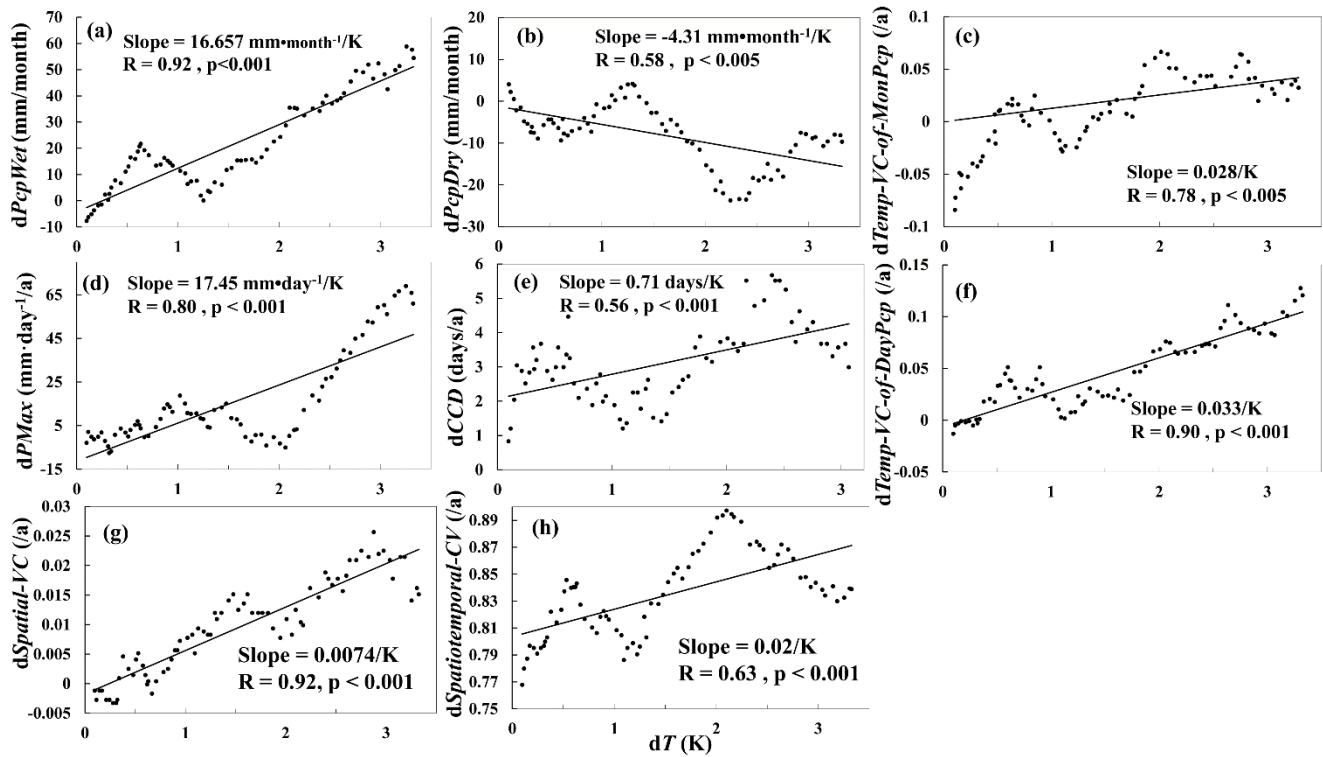 (a)
Slope = 16.657 mm•month⁻¹/K
R = 0.92 , p<0.001
dPcpWet (mm/month)
70
60
50
40
30
20
10
0
-10
0 1 2 3
(b)
Slope = -4.31 mm•month⁻¹/K
R = 0.58 , p < 0.005
dPcpDry (mm/month)
20
10
0
-10
-20
-30
0 1 2 3
(c)
Slope = 0.028/K
R = 0.78 , p < 0.005
dTemp-VC-of-MonPcp (/a)
0.1
0.05
0
-0.05
-0.1
0 1 2 3
(d)
Slope = 17.45 mm•day⁻¹/K
R = 0.80 , p < 0.001
dPMax (mm·day⁻¹/a)
65
45
25
5
-15
0 1 2 3
(e)
Slope = 0.71 days/K
R = 0.56 , p < 0.001
dCCD (days/a)
6
5
4
3
2
1
0
0 1 2 3
(f)
Slope = 0.033/K
R = 0.90 , p < 0.001
dTemp-VC-of-DayPcp (/a)
0.15
0.1
0.05
0
-0.05
0 1 2 3
(g)
Slope = 0.0074/K
R = 0.92, p < 0.001
dSpatial-VC (/a)
0.03
0.025
0.02
0.015
0.01
0.005
0
-0.005
0 1 2 3
(h)
Slope = 0.02/K
R = 0.63 , p < 0.001
dSpatiotemporal-CV (/a)
0.89
0.87
0.85
0.83
0.81
0.79
0.77
0.75
0 1 2 3
dT (K)